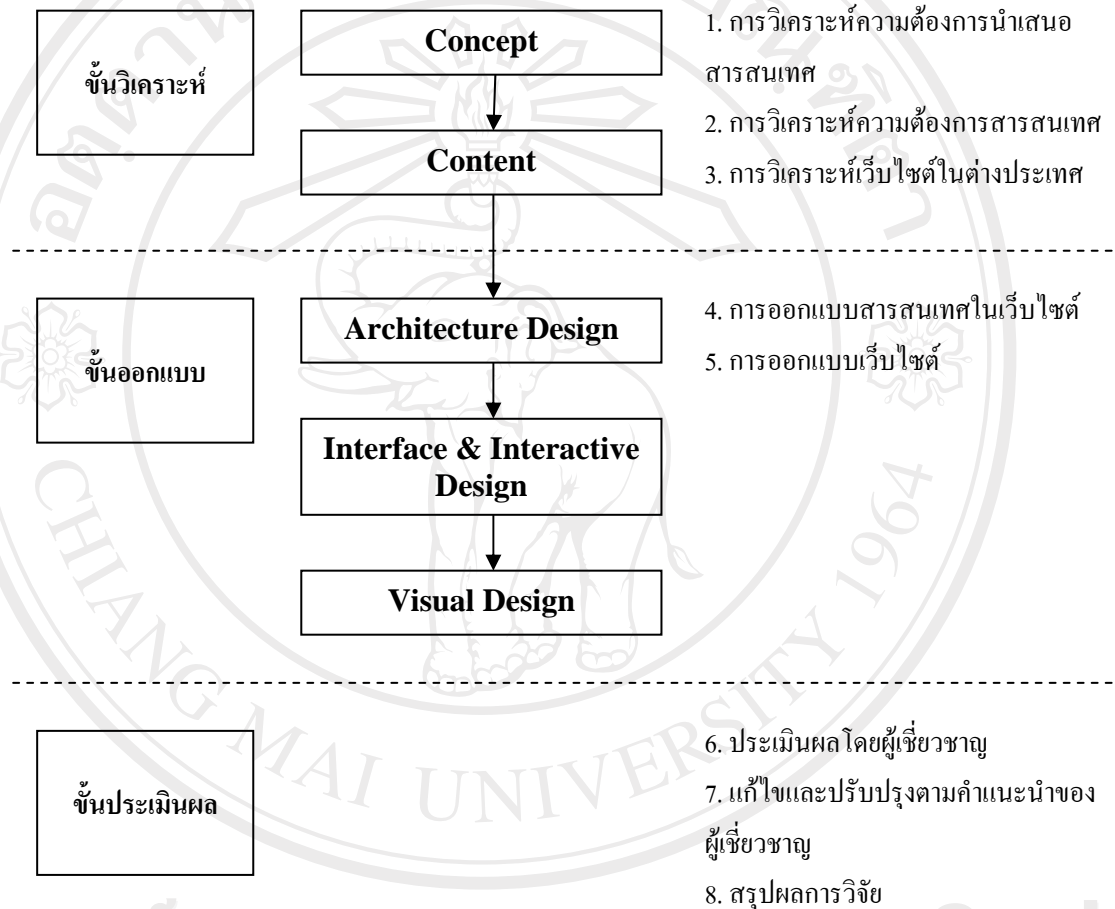 ขั้นวิเคราะห์
Concept
Content
1. การวิเคราะห์ความต้องการนำเสนอ
สารสนเทศ
2. การวิเคราะห์ความต้องการสารสนเทศ
3. การวิเคราะห์เว็บไซต์ในต่างประเทศ
ขั้นออกแบบ
Architecture Design
Interface & Interactive
Design
Visual Design
4. การออกแบบสารสนเทศในเว็บไซต์
5. การออกแบบเว็บไซต์
ขั้นประเมินผล
6. ประเมินผลโดยผู้เชี่ยวชาญ
7. แก้ไขและปรับปรุงตามคำแนะนำของ
ผู้เชี่ยวชาญ
8. สรุปผลการวิจัย
CHIANG MAI UNIVERSITY 1964